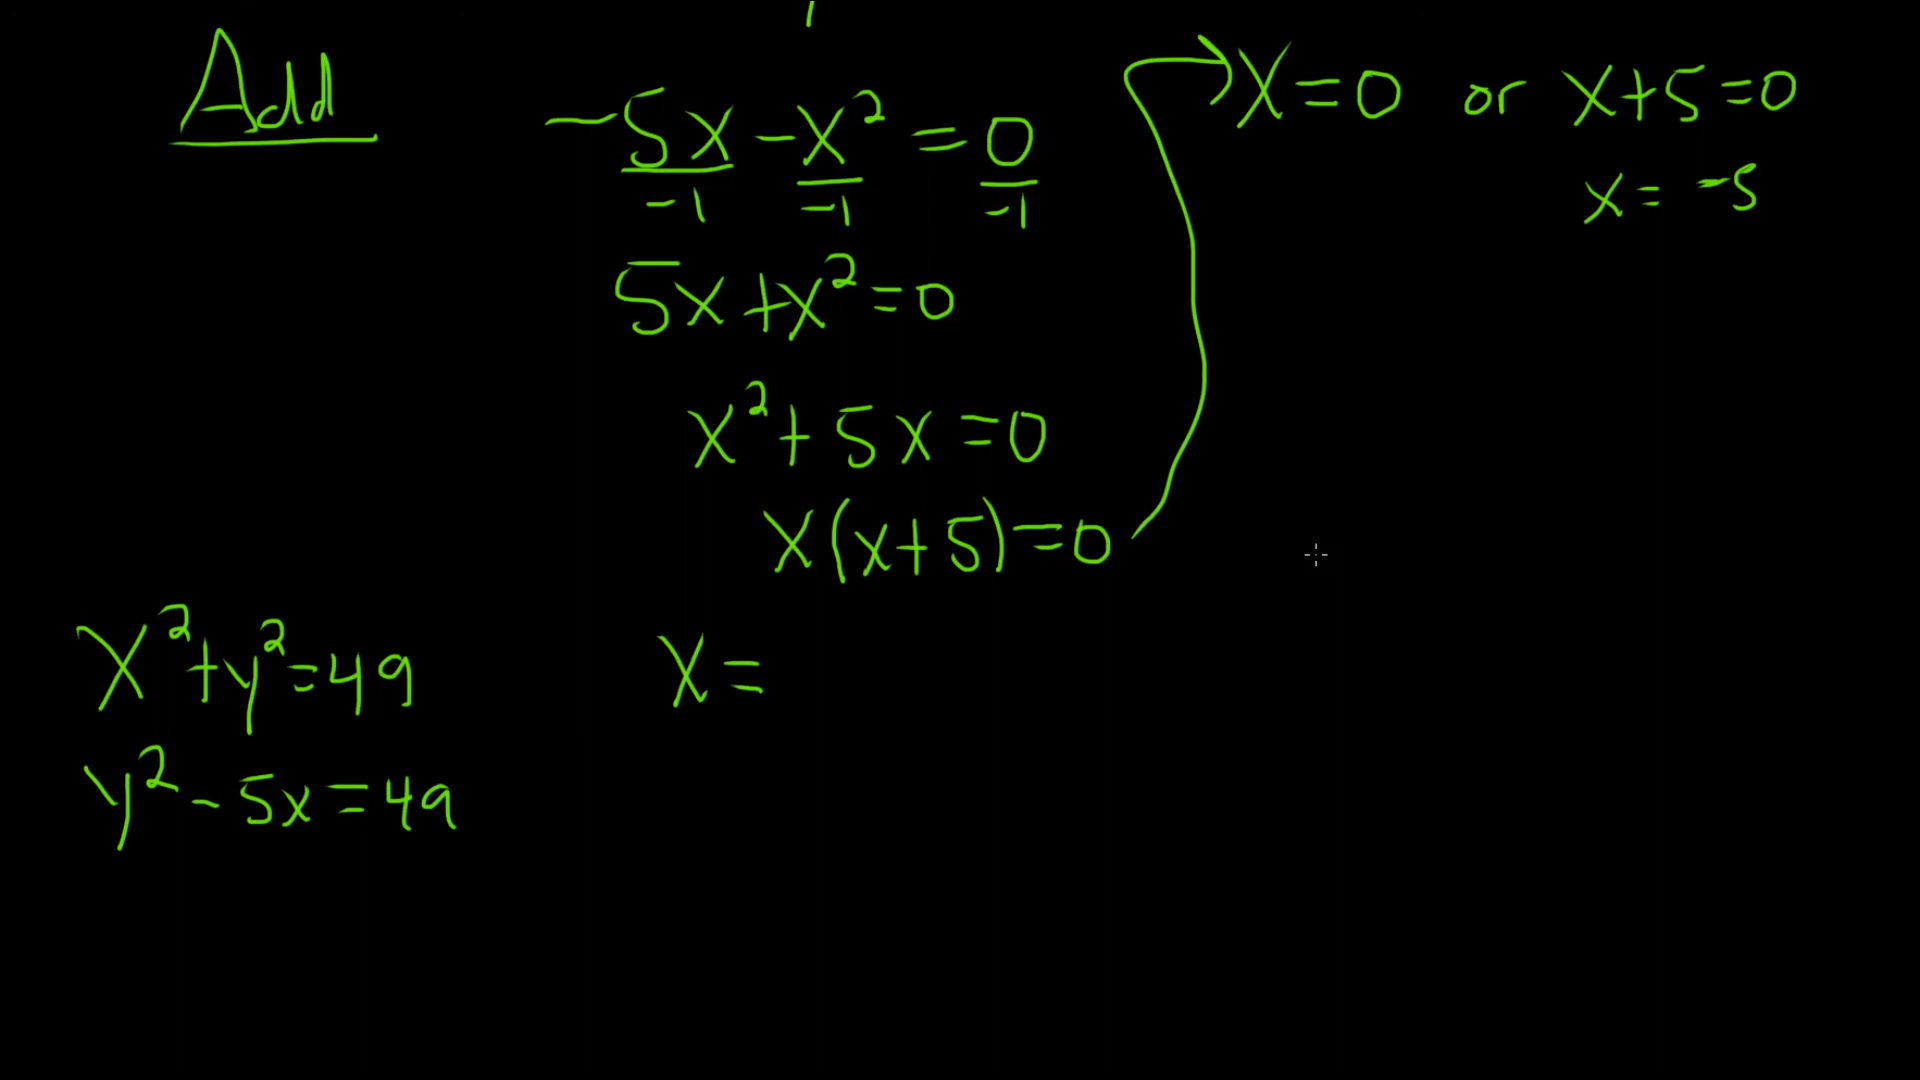 Add
-5x - x² = 0
-1 -1 -1
5x + x² = 0
x² + 5x = 0
x(x+5) = 0
x = 0 or x+5 = 0
x = -5
x² + y² = 49
y² - 5x = 49
x =